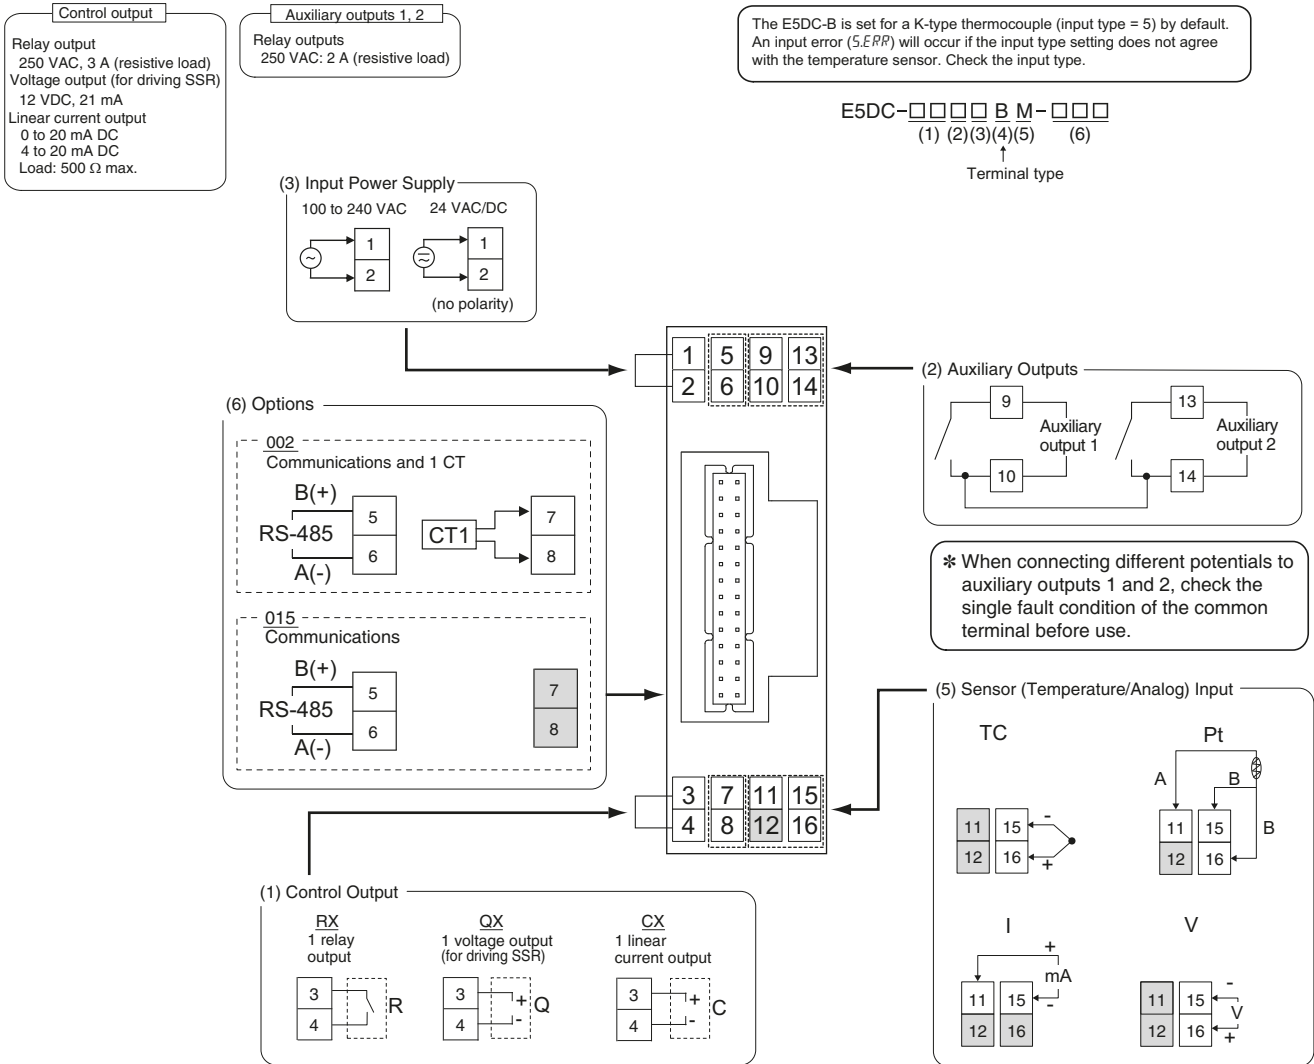 Control output
Relay output
250 VAC, 3 A (resistive load)
Voltage output (for driving SSR)
12 VDC, 21 mA
Linear current output
0 to 20 mA DC
4 to 20 mA DC
Load: 500 Ω max.
Auxiliary outputs 1, 2
Relay outputs
250 VAC: 2 A (resistive load)
The E5DC-B is set for a K-type thermocouple (input type = 5) by default.
An input error (S.ERR) will occur if the input type setting does not agree
with the temperature sensor. Check the input type.
E5DC-□□□□ B M-□□□
(1) (2)(3)(4)(5) (6)
Terminal type
(3) Input Power Supply
100 to 240 VAC 24 VAC/DC
1 1
2 2
(no polarity)
1 5 9 13
2 6 10 14
(2) Auxiliary Outputs
9 13
Auxiliary
output 1
Auxiliary
output 2
10 14
(6) Options
002
Communications and 1 CT
B(+)
RS-485
A(-)
5
6
CT1
7
8
015
Communications
B(+)
RS-485
A(-)
5
6
7
8
✻ When connecting different potentials to
auxiliary outputs 1 and 2, check the
single fault condition of the common
terminal before use.
3 7 11 15
4 8 12 16
(5) Sensor (Temperature/Analog) Input
TC
11 15 -
12 16 +
Pt
A B
11 15
B
12 16
I
+
mA
11 15 -
12 16
V
11 15 -
V
12 16 +
(1) Control Output
RX
1 relay
output
3
4
R
QX
1 voltage output
(for driving SSR)
3 +
4 -
Q
CX
1 linear
current output
3 +
4 -
C